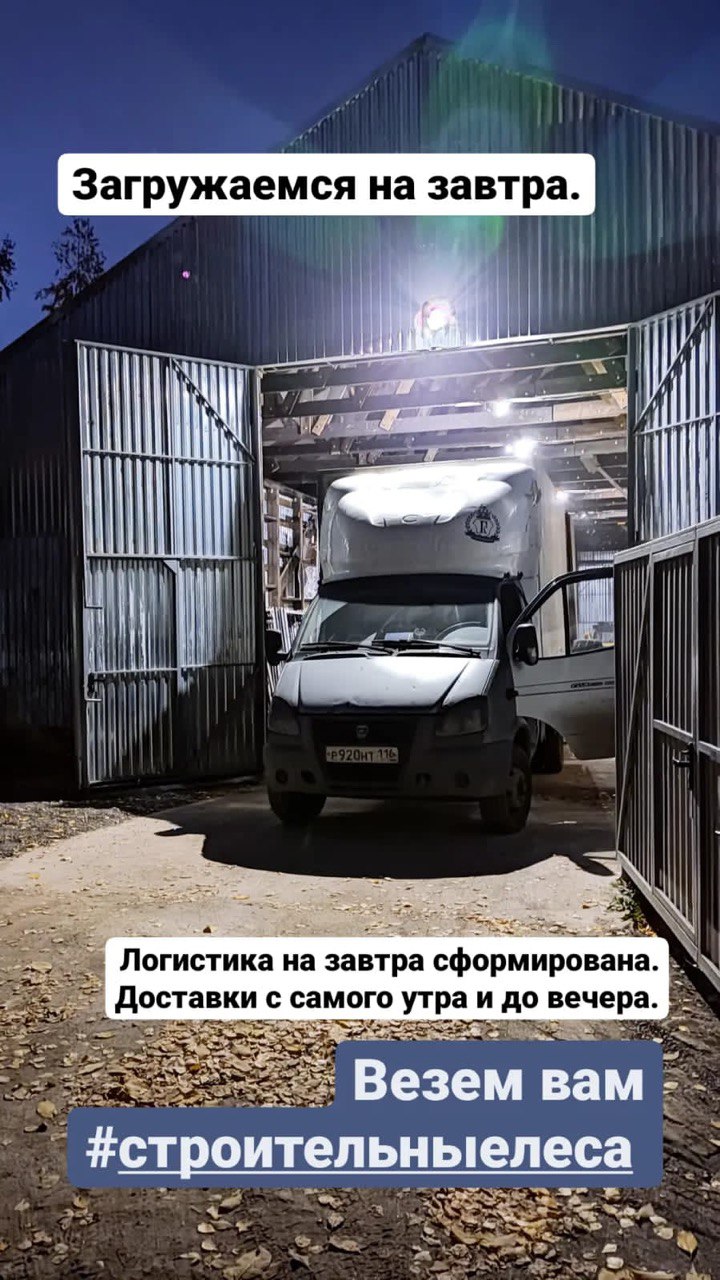 Загружаемся на завтра.
Р920НТ 116
Логистика на завтра сформирована.
Доставки с самого утра и до вечера.
Везем вам
#строительныелеса